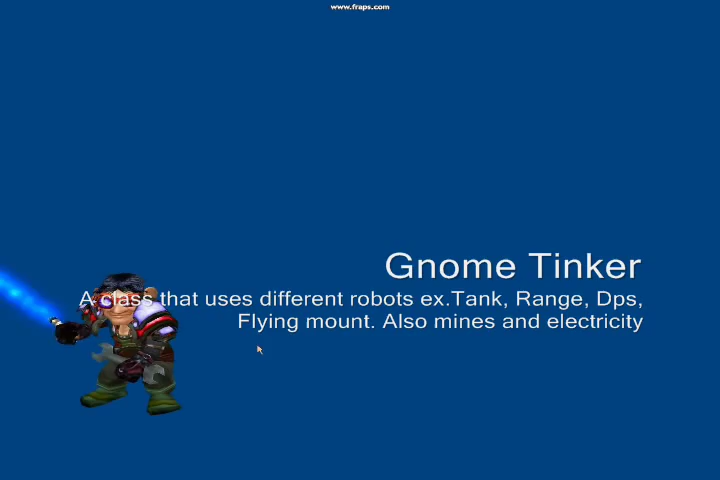 www.fraps.com
Gnome Tinker
A class that uses different robots ex.Tank, Range, Dps,
Flying mount. Also mines and electricity